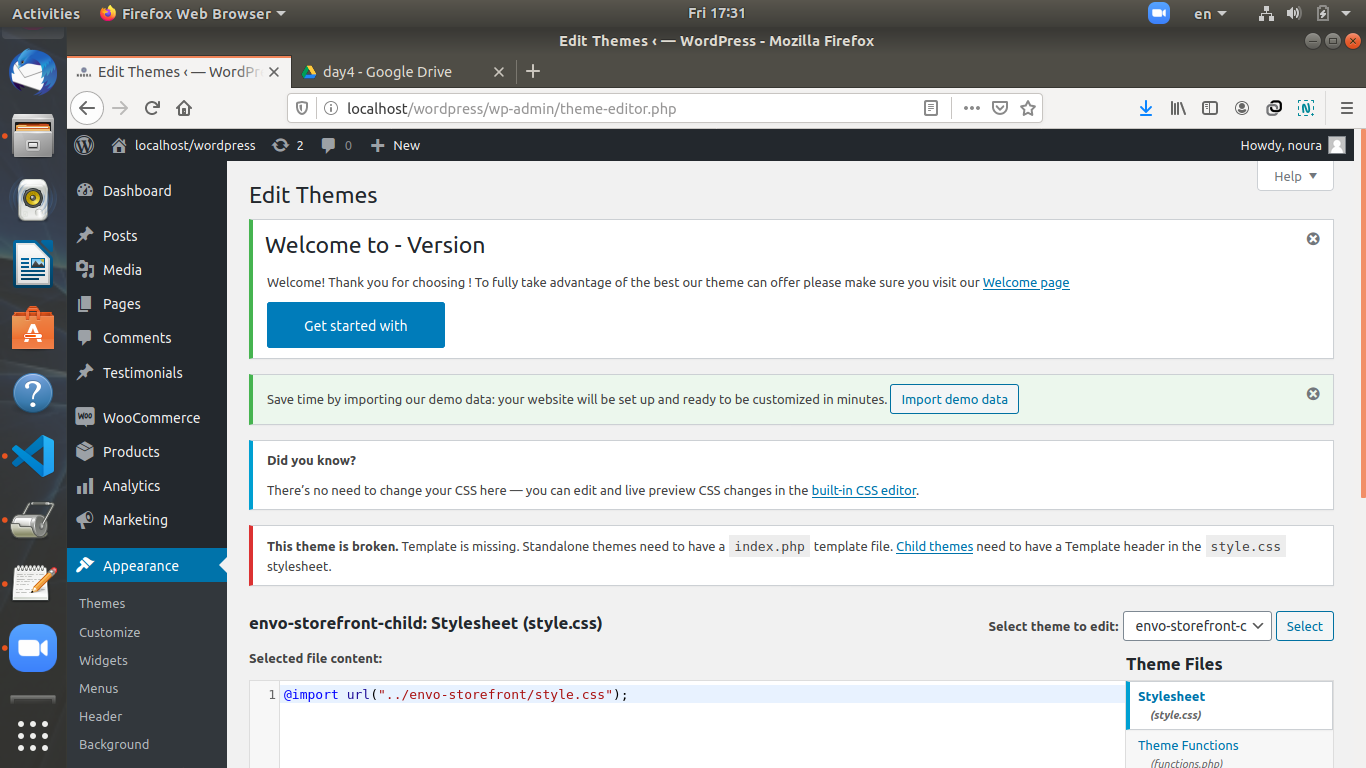 Activities
Firefox Web Browser
Fri 17:31
en
Edit Themes ‹ — WordPress - Mozilla Firefox
Edit Themes ‹ — WordPre
day4 - Google Drive
localhost/wordpress/wp-admin/theme-editor.php
localhost/wordpress
2
0
New
Howdy, noura
Dashboard
Posts
Media
Pages
Comments
Testimonials
WooCommerce
Products
Analytics
Marketing
Appearance
Themes
Customize
Widgets
Menus
Header
Background
Help
Edit Themes
Welcome to - Version
Welcome! Thank you for choosing ! To fully take advantage of the best our theme can offer please make sure you visit our Welcome page
Get started with
Save time by importing our demo data: your website will be set up and ready to be customized in minutes. Import demo data
Did you know?
There’s no need to change your CSS here — you can edit and live preview CSS changes in the built-in CSS editor.
This theme is broken. Template is missing. Standalone themes need to have a index.php template file. Child themes need to have a Template header in the style.css
stylesheet.
envo-storefront-child: Stylesheet (style.css)
Select theme to edit: envo-storefront-c Select
Selected file content:
1 @import url("../envo-storefront/style.css");
Theme Files
Stylesheet
(style.css)
Theme Functions
(functions.php)